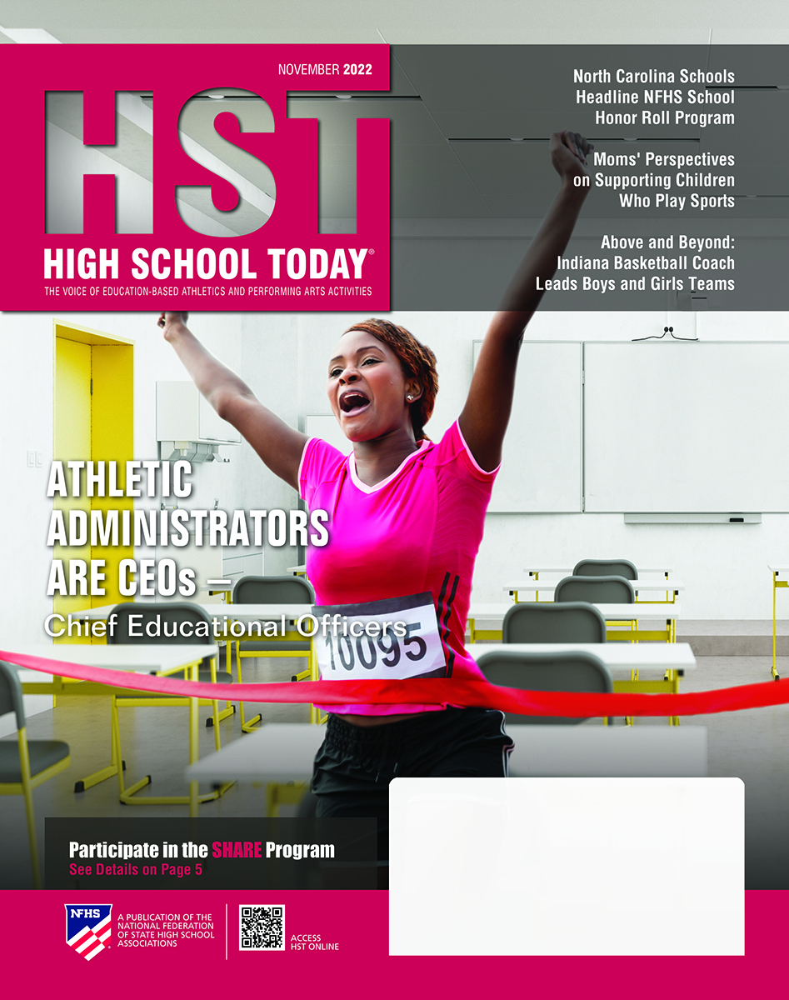 NOVEMBER 2022
HST
HIGH SCHOOL TODAY®
THE VOICE OF EDUCATION-BASED ATHLETICS AND PERFORMING ARTS ACTIVITIES
North Carolina Schools
Headline NFHS School
Honor Roll Program
Moms' Perspectives
on Supporting Children
Who Play Sports
Above and Beyond:
Indiana Basketball Coach
Leads Boys and Girls Teams
ATHLETIC
ADMINISTRATORS
ARE CEOs –
Chief Educational Officers
10095
Participate in the SHARE Program
See Details on Page 5
NFHS
®
A PUBLICATION OF THE
NATIONAL FEDERATION
OF STATE HIGH SCHOOL
ASSOCIATIONS
ACCESS
HST ONLINE